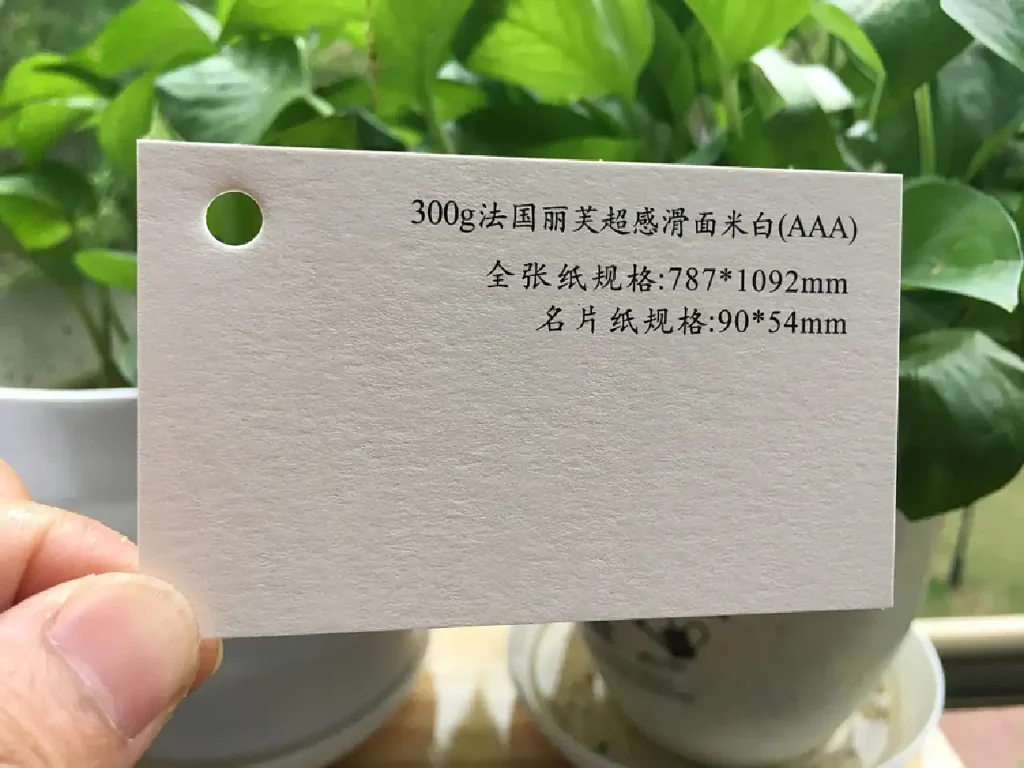 300g法国丽芙超感滑面米白(AAA)
全张纸规格:787*1092mm
名片纸规格:90*54mm